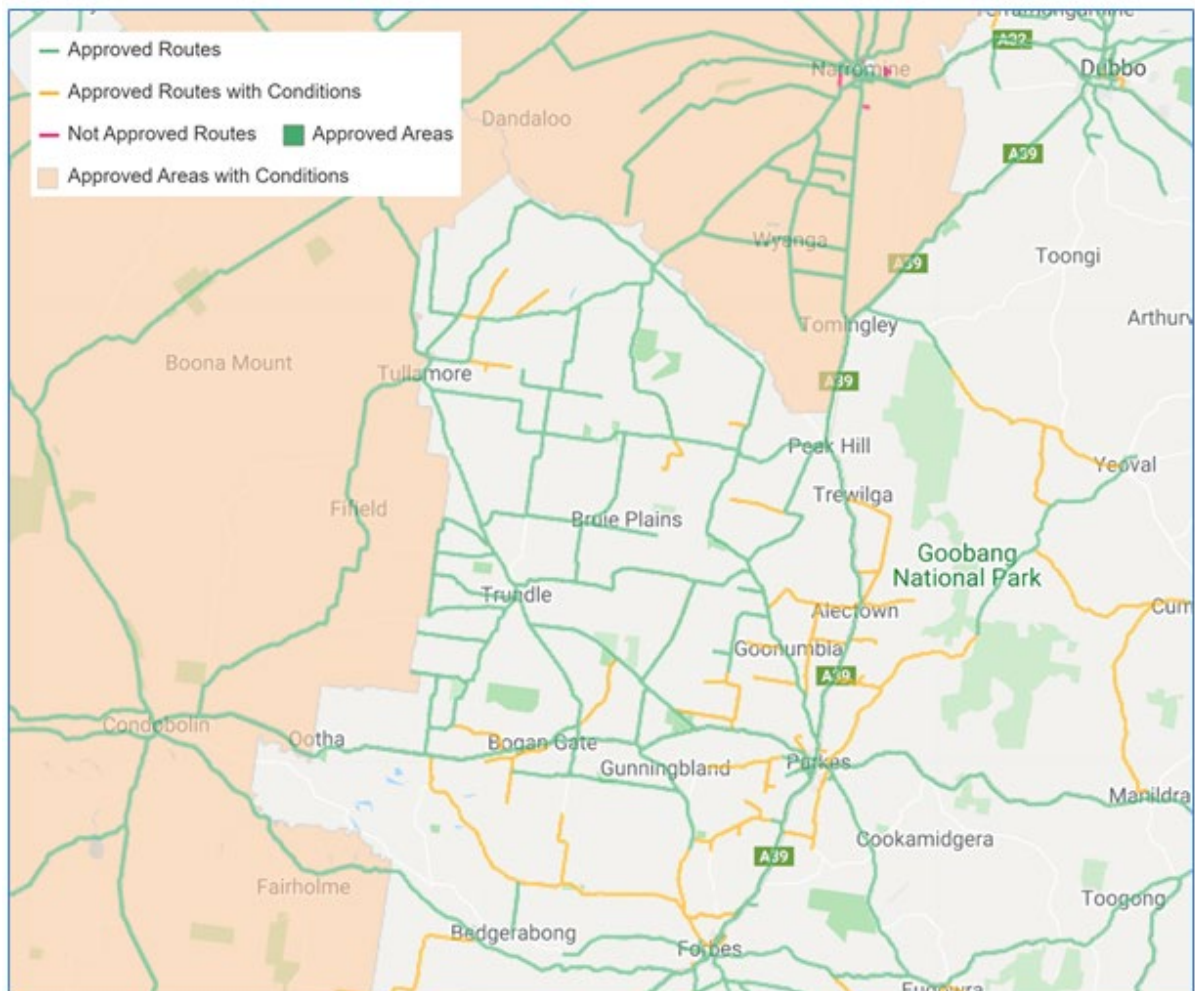 Approved Routes
Approved Routes with Conditions
Not Approved Routes
Approved Areas
Approved Areas with Conditions
A39
Narromine
Dubbo
Dandaloo
A39
Wyanga
Toongi
A39
Tomingley
Boona Mount
Tullamore
A39
Peak Hill
Yeoval
Trewilga
Fifield
Bruie Plains
Goobang
National Park
Trundle
Alectown
Cum
Goonumbla
A39
Condobolin
Ootha
Bogan Gate
Gunningbland
Parkes
Manildra
Cookamidgera
A39
Fairholme
Toogong
Bedgerabong
Forbes